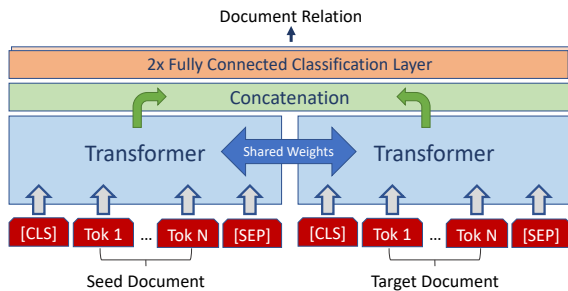 Document Relation
2x Fully Connected Classification Layer
Concatenation
Transformer
Shared Weights
Transformer
[CLS] Tok 1 ... Tok N [SEP] [CLS] Tok 1 ... Tok N [SEP]
Seed Document Target Document